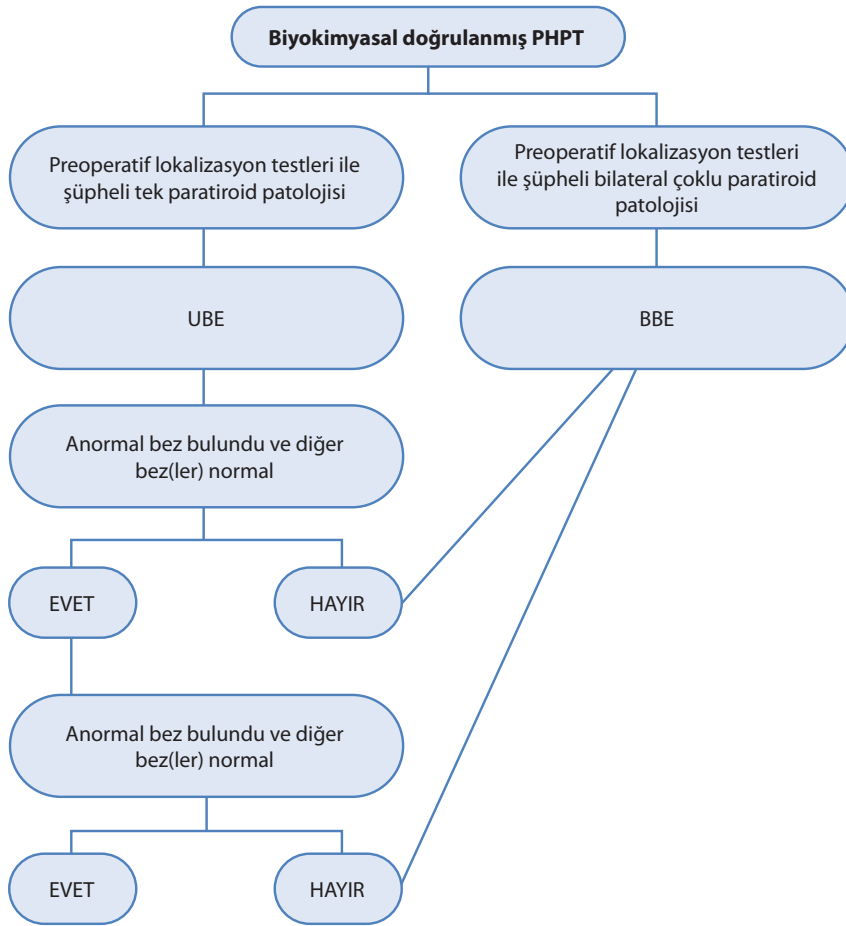 Biyokimyasal doğrulanmış PHPT
Preoperatif lokalizasyon testleri ile
şüpheli tek paratiroid patolojisi
Preoperatif lokalizasyon testleri
ile şüpheli bilateral çoklu paratiroid
patolojisi
UBE
BBE
Anormal bez bulundu ve diğer
bez(ler) normal
EVET
HAYIR
Anormal bez bulundu ve diğer
bez(ler) normal
EVET
HAYIR